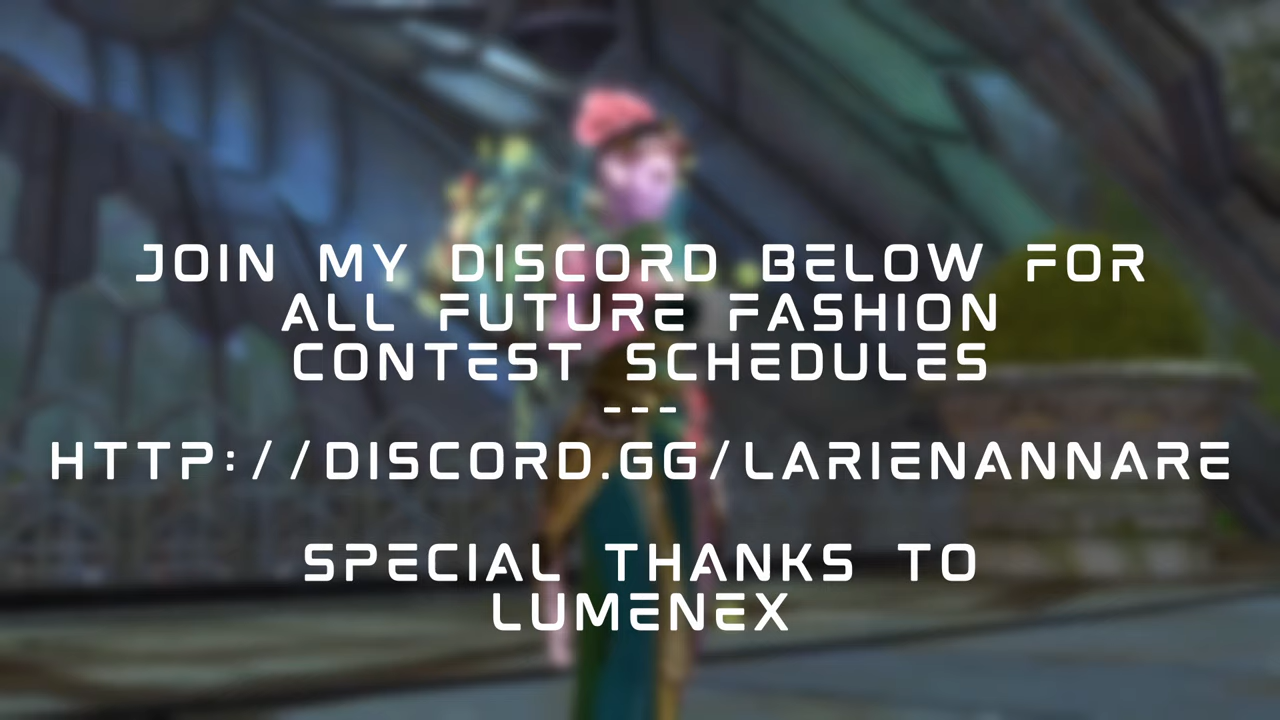 JOIN MY DISCORD BELOW FOR
ALL FUTURE FASHION
CONTEST SCHEDULES
---
HTTP://DISCORD.GG/LARIENANNARE
SPECIAL THANKS TO
LUMENEX